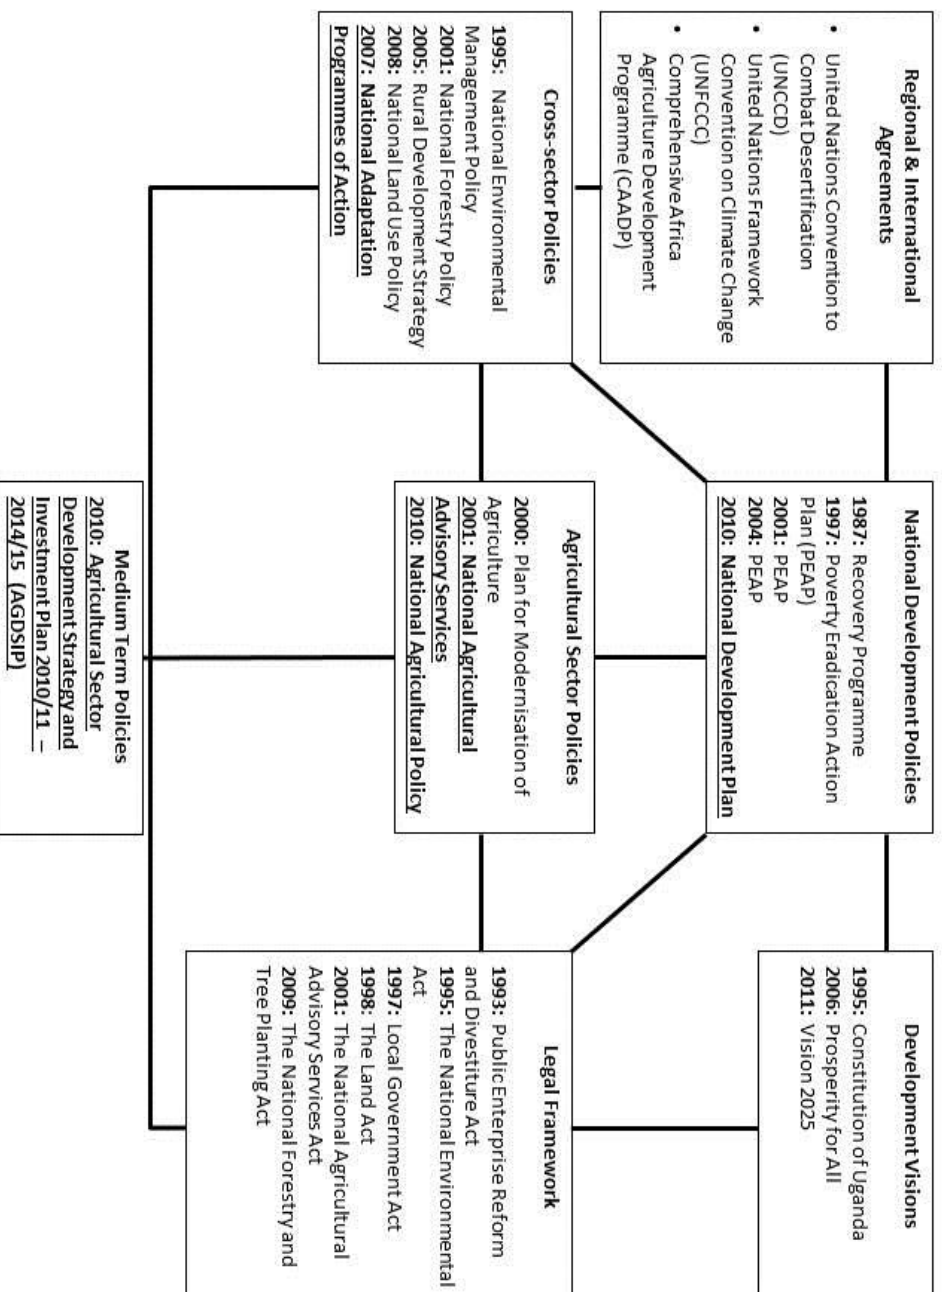 Regional & International
Agreements
• United Nations Convention to
Combat Desertification
(UNCCD)
• United Nations Framework
Convention on Climate Change
(UNFCCC)
• Comprehensive Africa
Agriculture Development
Programme (CAADP)
National Development Policies
1987: Recovery Programme
1997: Poverty Eradication Action
Plan (PEAP)
2001: PEAP
2004: PEAP
2010: National Development Plan
Development Visions
1995: Constitution of Uganda
2006: Prosperity for All
2011: Vision 2025
Cross-sector Policies
1995: National Environmental
Management Policy
2001: National Forestry Policy
2005: Rural Development Strategy
2008: National Land Use Policy
2007: National Adaptation
Programmes of Action
Agricultural Sector Policies
2000: Plan for Modernisation of
Agriculture
2001: National Agricultural
Advisory Services
2010: National Agricultural Policy
Legal Framework
1993: Public Enterprise Reform
and Divestiture Act
1995: The National Environmental
Act
1997: Local Government Act
1998: The Land Act
2001: The National Agricultural
Advisory Services Act
2009: The National Forestry and
Tree Planting Act
Medium Term Policies
2010: Agricultural Sector
Development Strategy and
Investment Plan 2010/11 –
2014/15 (AGDSIP)